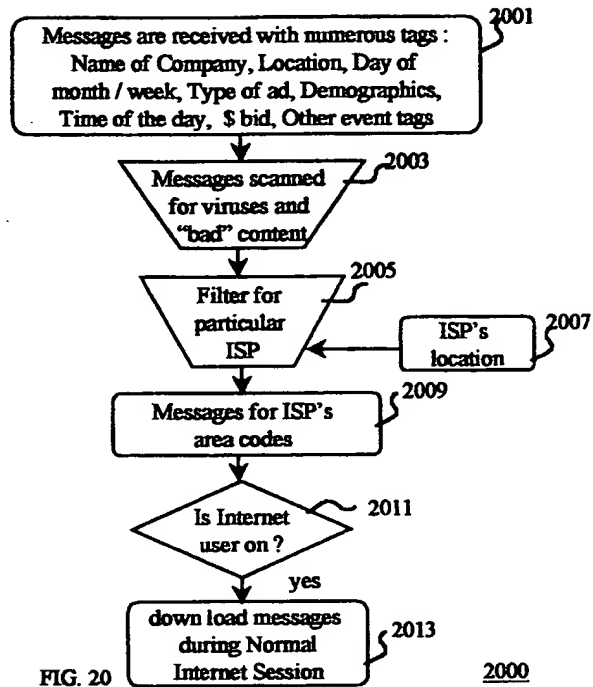 2001
Messages are received with numerous tags :
Name of Company, Location, Day of
month / week, Type of ad, Demographics,
Time of the day, $ bid, Other event tags
2003
Messages scanned
for viruses and
"bad" content
2005
Filter for
particular
ISP
2007
ISP's
location
2009
Messages for ISP's
area codes
2011
Is Internet
user on ?
yes
down load messages
during Normal
Internet Session
2013
FIG. 20
2000